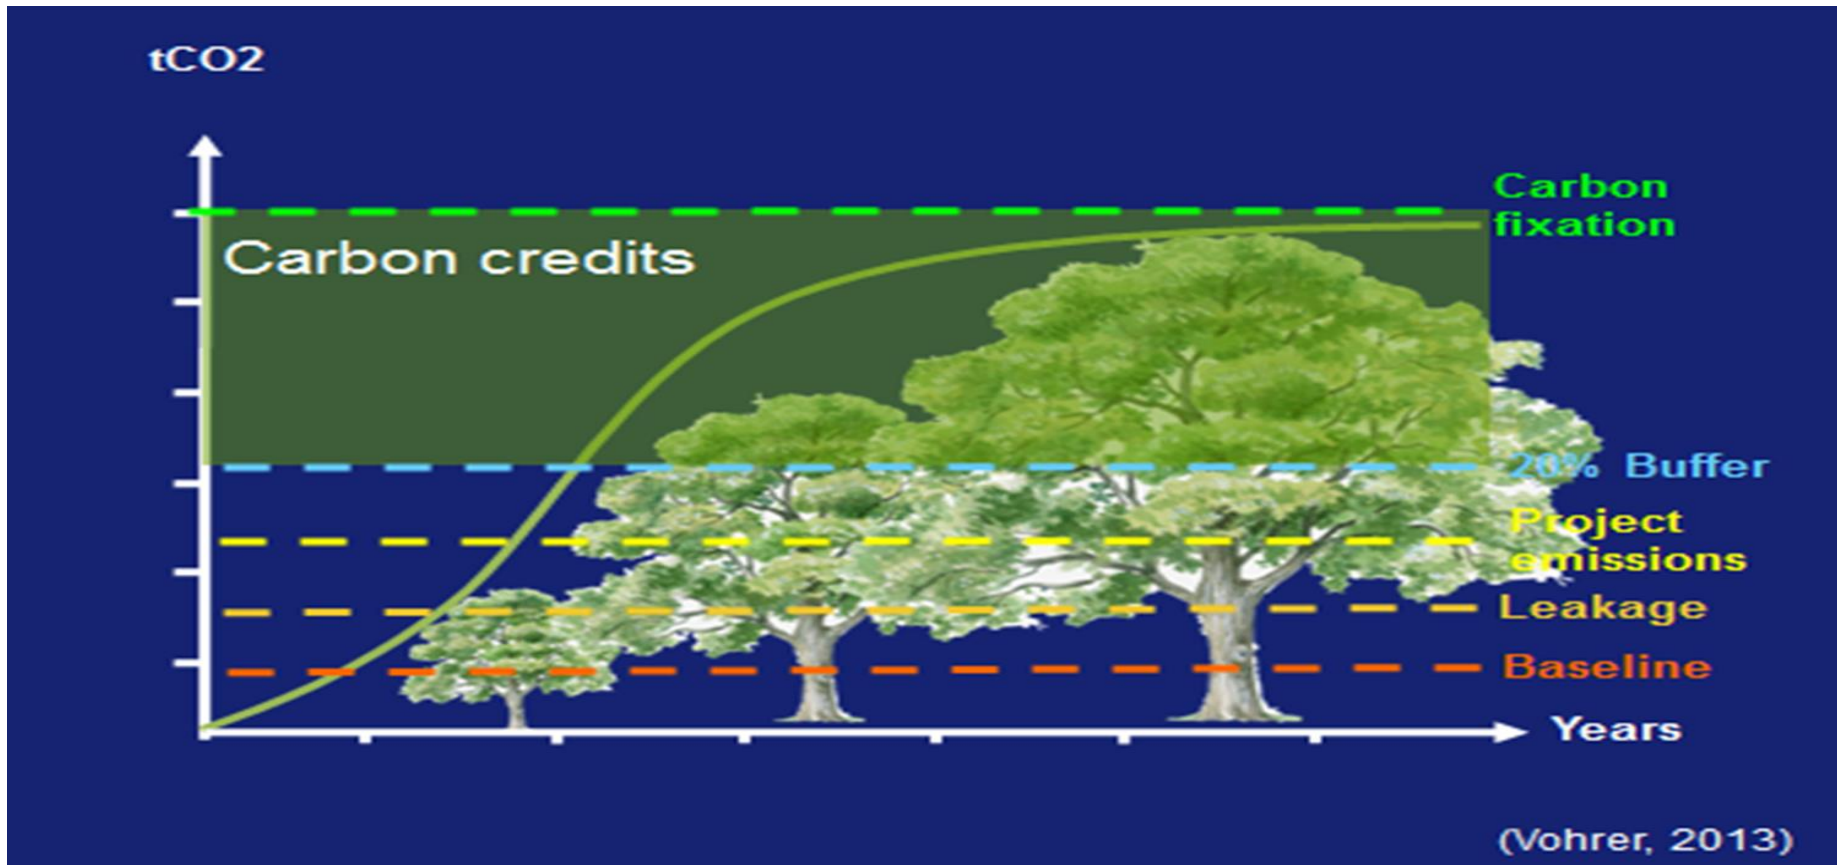 tCO2
Carbon
fixation
Carbon credits
20% Buffer
Project
emissions
Leakage
Baseline
Years
(Vohrer, 2013)